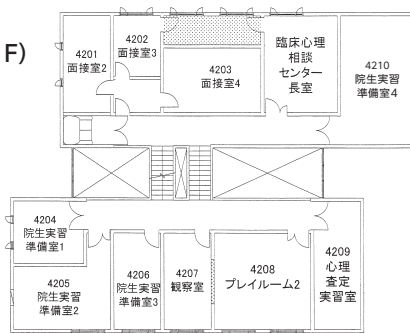 F)
4201
面接室2
4202
面接室3
4203
面接室4
臨床心理
相談
センター
長室
4210
院生実習
準備室4
4204
院生実習
準備室1
4205
院生実習
準備室2
4206
院生実習
準備室3
4207
観察室
4208
プレイルーム2
4209
心理
査定
実習室